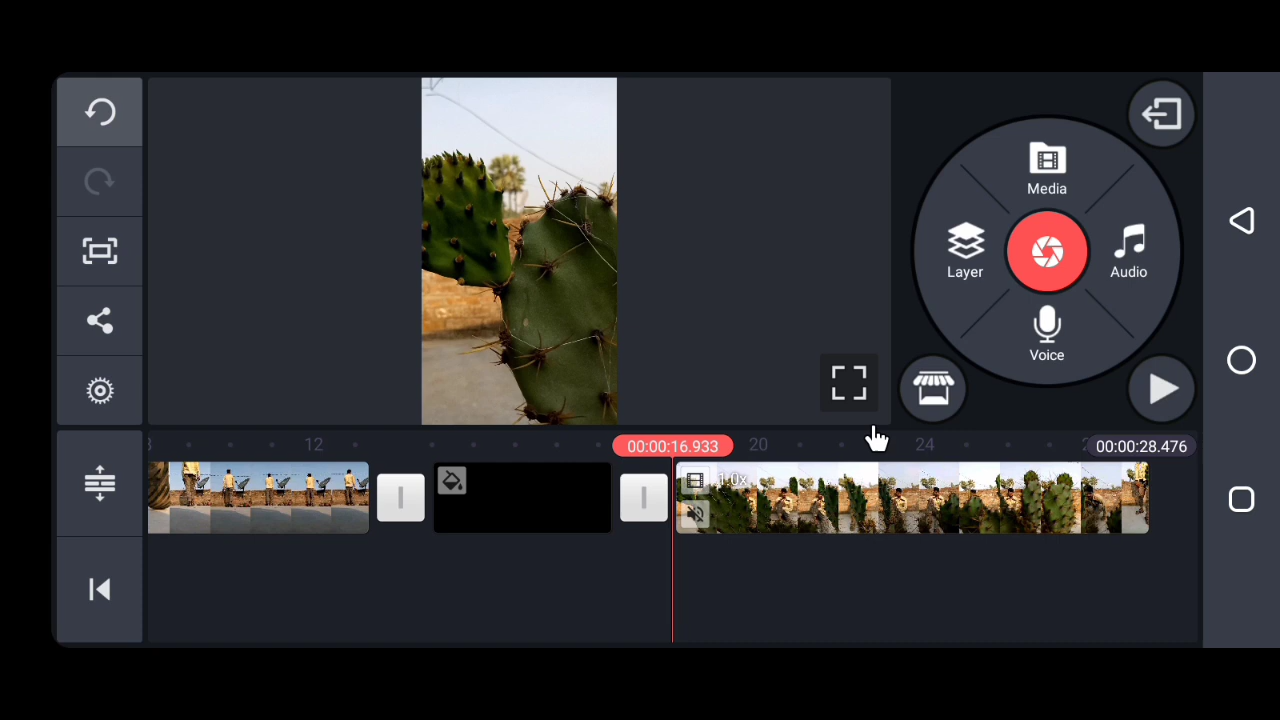 Media
Layer
Audio
Voice
12
00:00:16.933
20
24
00:00:28.476
1.0x